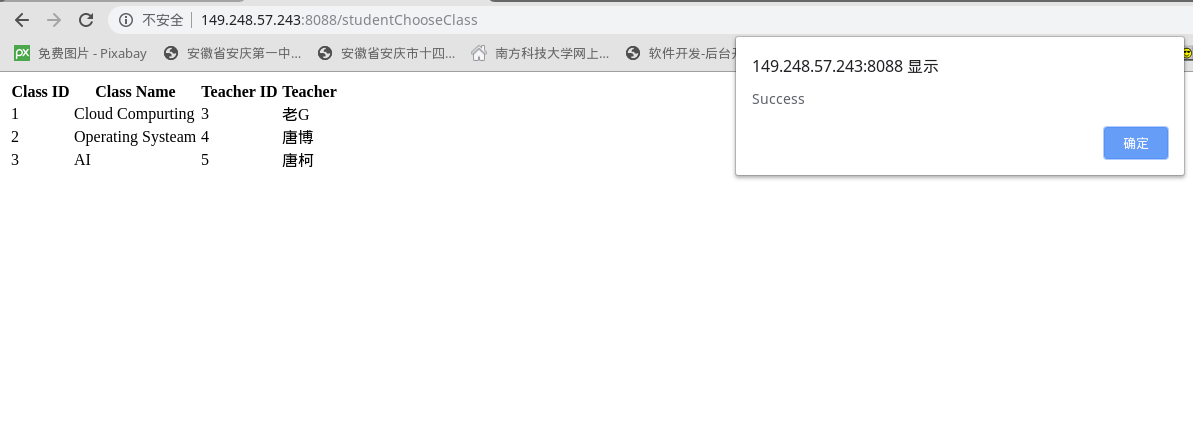 不安全 149.248.57.243:8088/studentChooseClass
免费图片 - Pixabay 安徽省安庆第一中... 安徽省安庆市十四... 南方科技大学网上... 软件开发-后台
149.248.57.243:8088 显示
Success
确定
Class ID Class Name Teacher ID Teacher
1 Cloud Compurting 3 老G
2 Operating Systeam 4 唐博
3 AI 5 唐柯